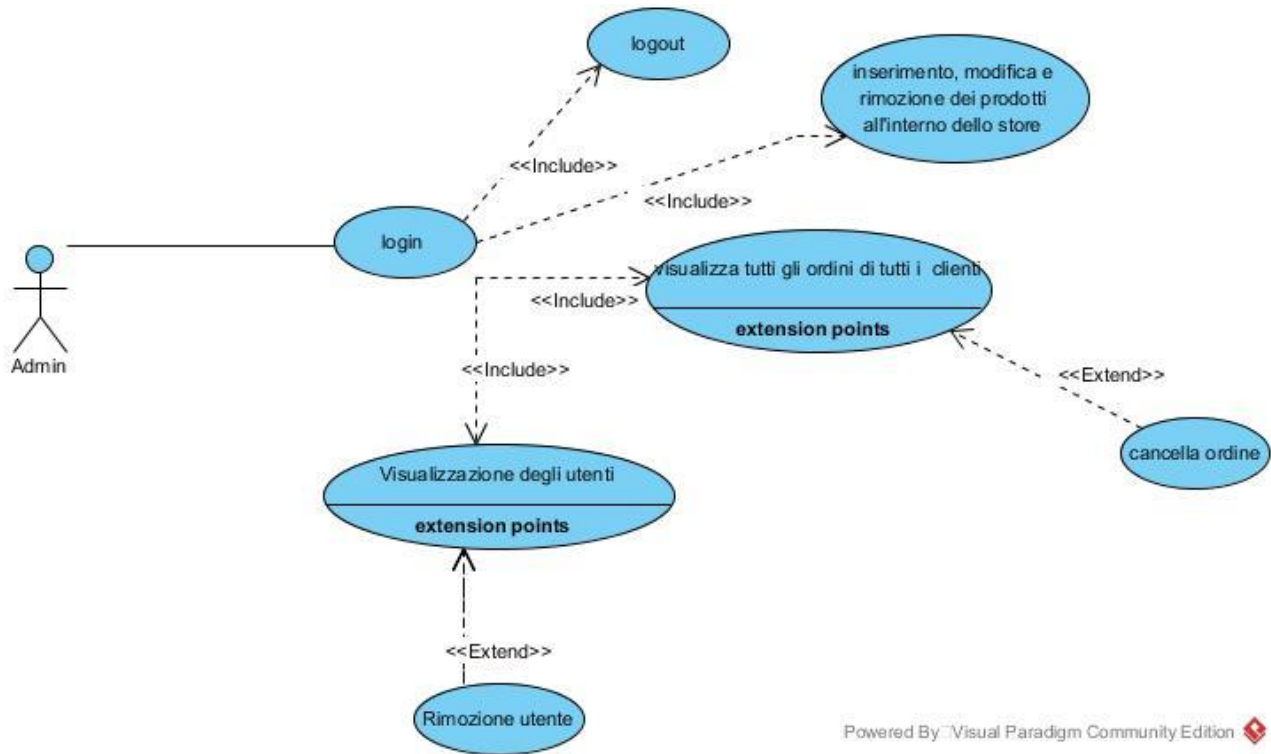 logout
inserimento, modifica e
rimozione dei prodotti
all'interno dello store
<<Include>>
<<Include>>
login
visualizza tutti gli ordini di tutti i clienti
<<Include>>
extension points
Admin
<<Include>>
<<Extend>>
cancella ordine
Visualizzazione degli utenti
extension points
<<Extend>>
Rimozione utente
Powered By Visual Paradigm Community Edition